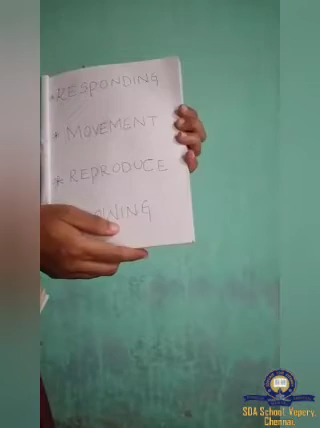 *RESPONDING
* MOVEMENT
* REPRODUCE
SDA School Vepery,
Chennai.